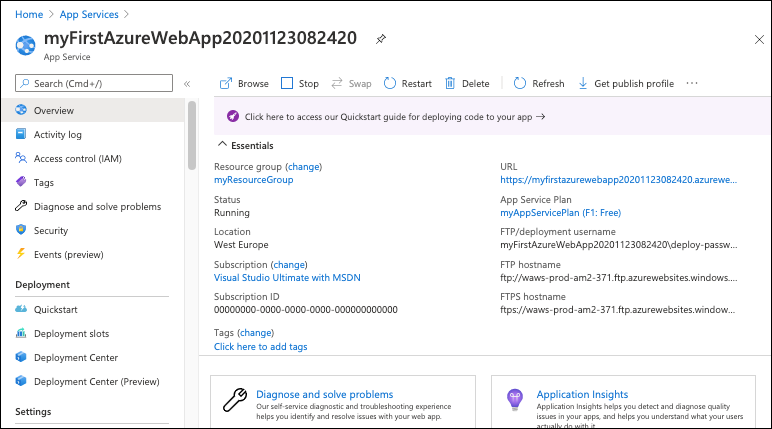 Home > App Services >
myFirstAzureWebApp20201123082420
App Service
Search (Cmd+/)
«
Browse Stop Swap Restart Delete Refresh Get publish profile ...
Click here to access our Quickstart guide for deploying code to your app →
Overview
Activity log
Access control (IAM)
Tags
Diagnose and solve problems
Security
Events (preview)
Deployment
Quickstart
Deployment slots
Deployment Center
Deployment Center (Preview)
Settings
Essentials
Resource group (change)
myResourceGroup
Status
Running
Location
West Europe
Subscription (change)
Visual Studio Ultimate with MSDN
Subscription ID
00000000-0000-0000-0000-000000000000
Tags (change)
Click here to add tags
URL
https://myfirstazurewebapp20201123082420.azurewe...
App Service Plan
myAppServicePlan (F1: Free)
FTP/deployment username
myFirstAzureWebApp20201123082420\deploy-passw...
FTP hostname
ftp://waws-prod-am2-371.ftp.azurewebsites.windows....
FTPS hostname
ftps://waws-prod-am2-371.ftp.azurewebsites.window...
Diagnose and solve problems
Our self-service diagnostic and troubleshooting experience
helps you identify and resolve issues with your web app.
Application Insights
Application Insights helps you detect and diagnose quality
issues in your apps, and helps you understand what your users
actually do with it.